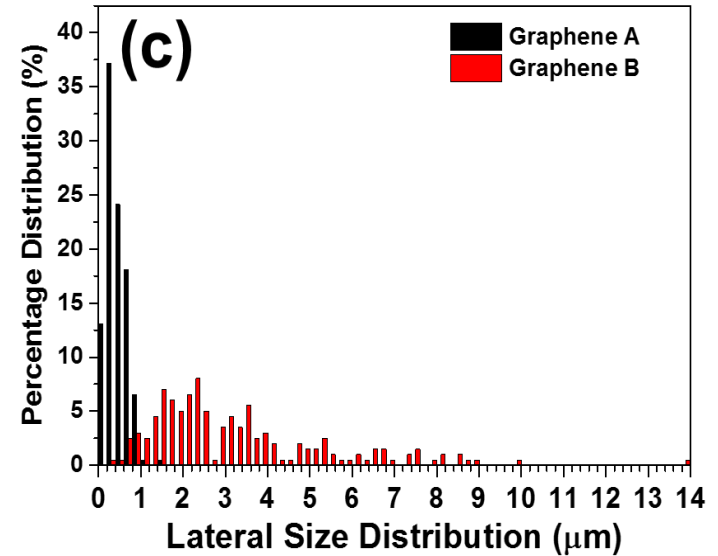 (c)
Graphene A
Graphene B
Percentage Distribution (%)
40
35
30
25
20
15
10
5
0
0 1 2 3 4 5 6 7 8 9 10 11 12 13 14
Lateral Size Distribution (μm)